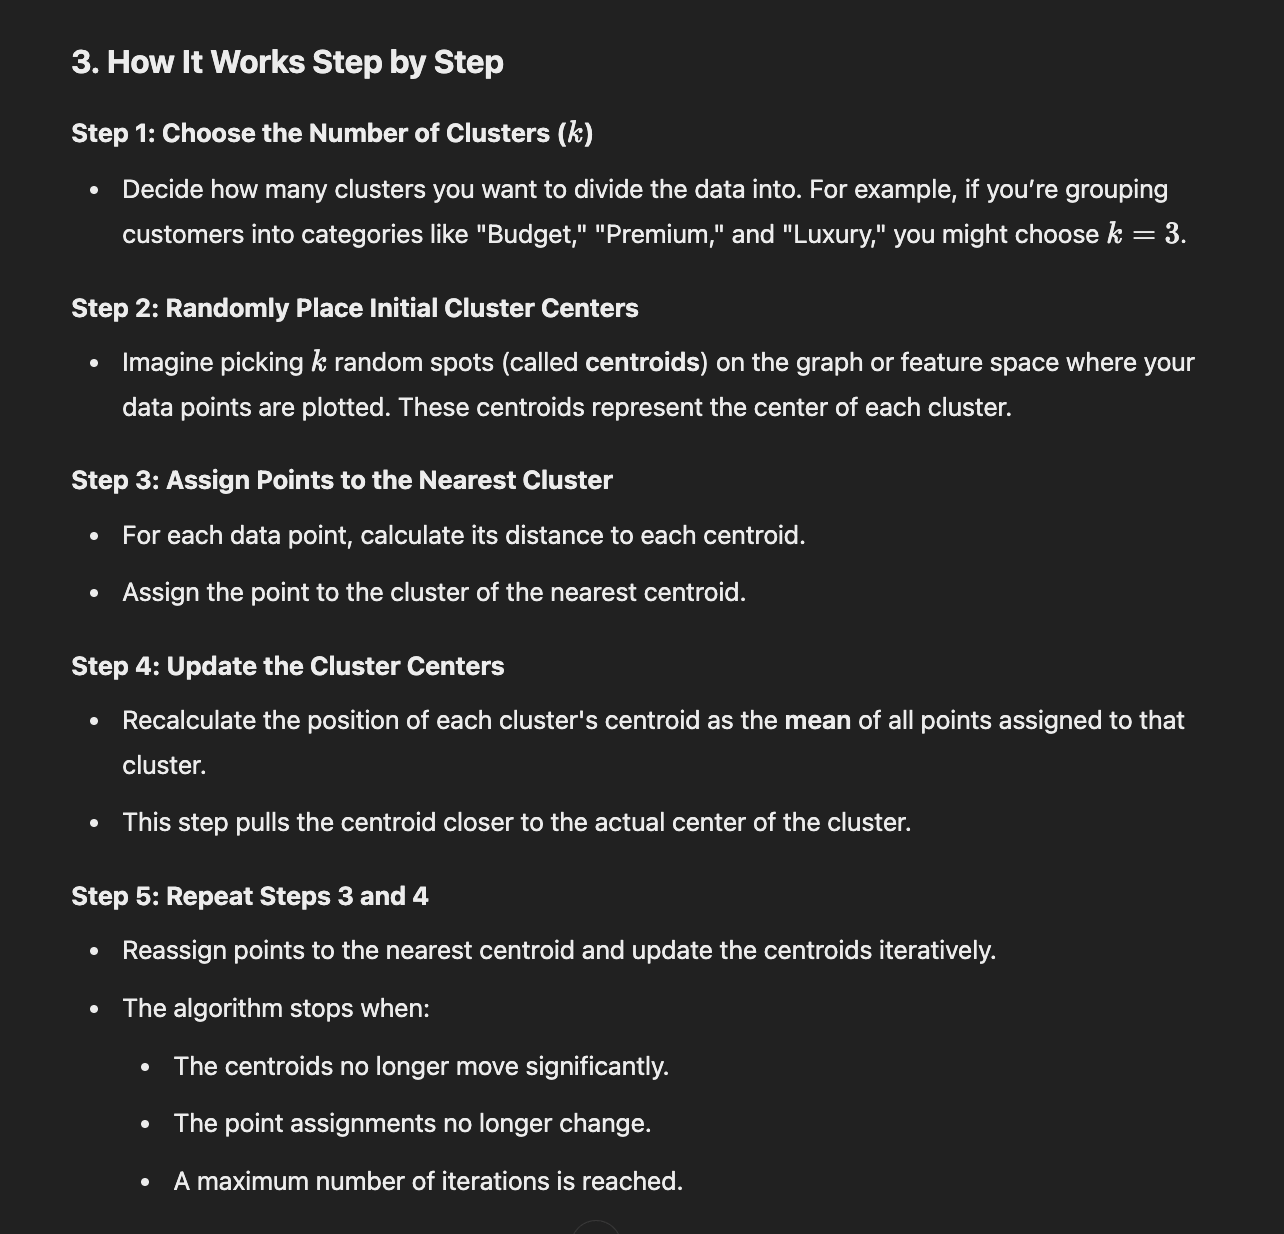 3. How It Works Step by Step
Step 1: Choose the Number of Clusters (k)
• Decide how many clusters you want to divide the data into. For example, if you’re grouping
customers into categories like "Budget," "Premium," and "Luxury," you might choose k = 3.
Step 2: Randomly Place Initial Cluster Centers
• Imagine picking k random spots (called centroids) on the graph or feature space where your
data points are plotted. These centroids represent the center of each cluster.
Step 3: Assign Points to the Nearest Cluster
• For each data point, calculate its distance to each centroid.
• Assign the point to the cluster of the nearest centroid.
Step 4: Update the Cluster Centers
• Recalculate the position of each cluster's centroid as the mean of all points assigned to that
cluster.
• This step pulls the centroid closer to the actual center of the cluster.
Step 5: Repeat Steps 3 and 4
• Reassign points to the nearest centroid and update the centroids iteratively.
• The algorithm stops when:
• The centroids no longer move significantly.
• The point assignments no longer change.
• A maximum number of iterations is reached.